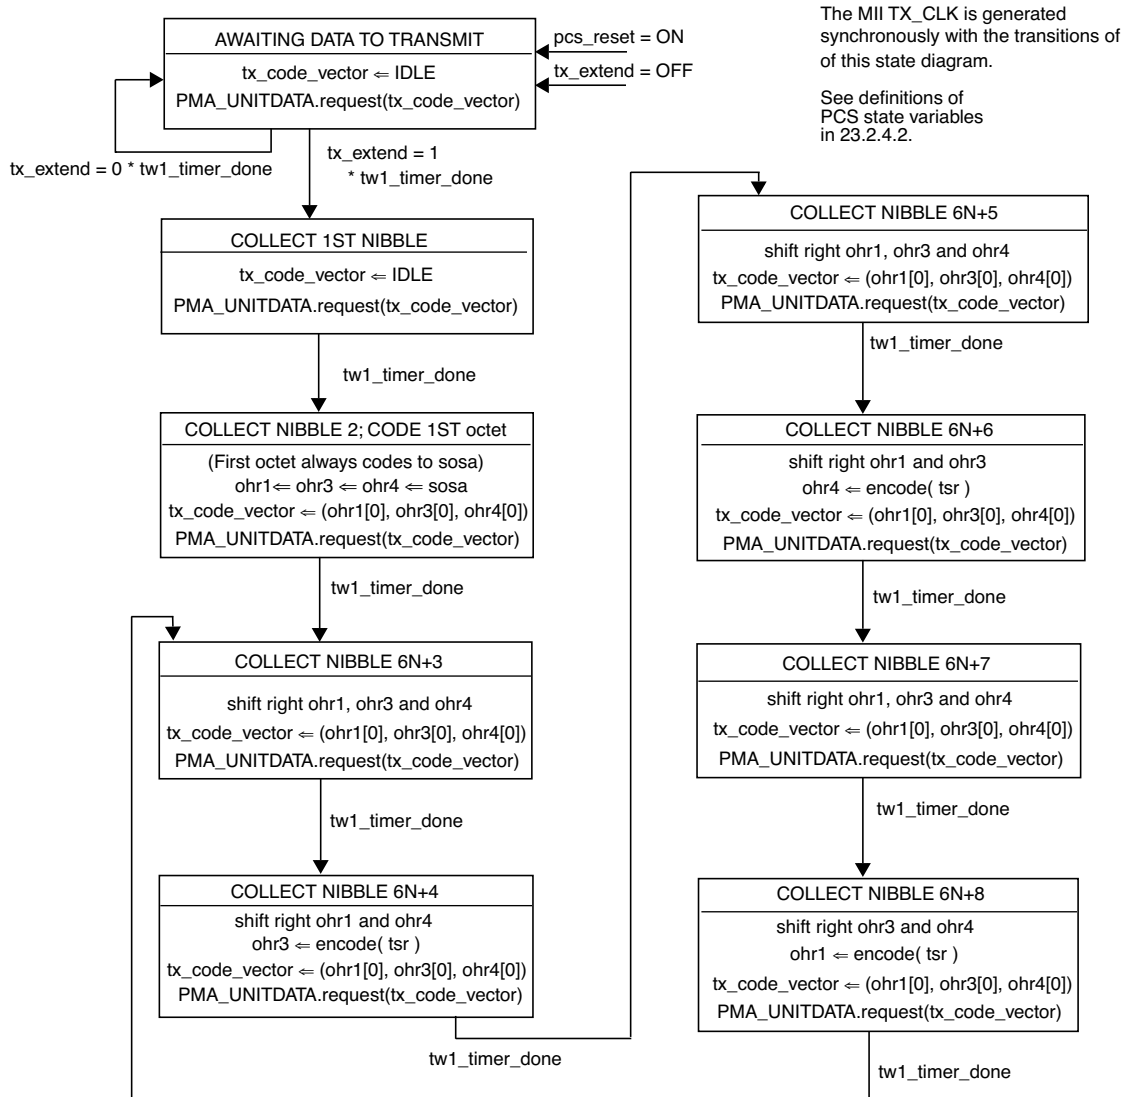 The MII TX_CLK is generated
synchronously with the transitions of
of this state diagram.
See definitions of
PCS state variables
in 23.2.4.2.
AWAITING DATA TO TRANSMIT
tx_code_vector ⇐ IDLE
PMA_UNITDATA.request(tx_code_vector)
pcs_reset = ON
tx_extend = OFF
tx_extend = 0 * tw1_timer_done
tx_extend = 1
* tw1_timer_done
COLLECT 1ST NIBBLE
tx_code_vector ⇐ IDLE
PMA_UNITDATA.request(tx_code_vector)
tw1_timer_done
COLLECT NIBBLE 2; CODE 1ST octet
(First octet always codes to sosa)
ohr1⇐ ohr3 ⇐ ohr4 ⇐ sosa
tx_code_vector ⇐ (ohr1[0], ohr3[0], ohr4[0])
PMA_UNITDATA.request(tx_code_vector)
tw1_timer_done
COLLECT NIBBLE 6N+3
shift right ohr1, ohr3 and ohr4
tx_code_vector ⇐ (ohr1[0], ohr3[0], ohr4[0])
PMA_UNITDATA.request(tx_code_vector)
tw1_timer_done
COLLECT NIBBLE 6N+4
shift right ohr1 and ohr4
ohr3 ⇐ encode( tsr )
tx_code_vector ⇐ (ohr1[0], ohr3[0], ohr4[0])
PMA_UNITDATA.request(tx_code_vector)
tw1_timer_done
COLLECT NIBBLE 6N+5
shift right ohr1, ohr3 and ohr4
tx_code_vector ⇐ (ohr1[0], ohr3[0], ohr4[0])
PMA_UNITDATA.request(tx_code_vector)
tw1_timer_done
COLLECT NIBBLE 6N+6
shift right ohr1 and ohr3
ohr4 ⇐ encode( tsr )
tx_code_vector ⇐ (ohr1[0], ohr3[0], ohr4[0])
PMA_UNITDATA.request(tx_code_vector)
tw1_timer_done
COLLECT NIBBLE 6N+7
shift right ohr1, ohr3 and ohr4
tx_code_vector ⇐ (ohr1[0], ohr3[0], ohr4[0])
PMA_UNITDATA.request(tx_code_vector)
tw1_timer_done
COLLECT NIBBLE 6N+8
shift right ohr3 and ohr4
ohr1 ⇐ encode( tsr )
tx_code_vector ⇐ (ohr1[0], ohr3[0], ohr4[0])
PMA_UNITDATA.request(tx_code_vector)
tw1_timer_done